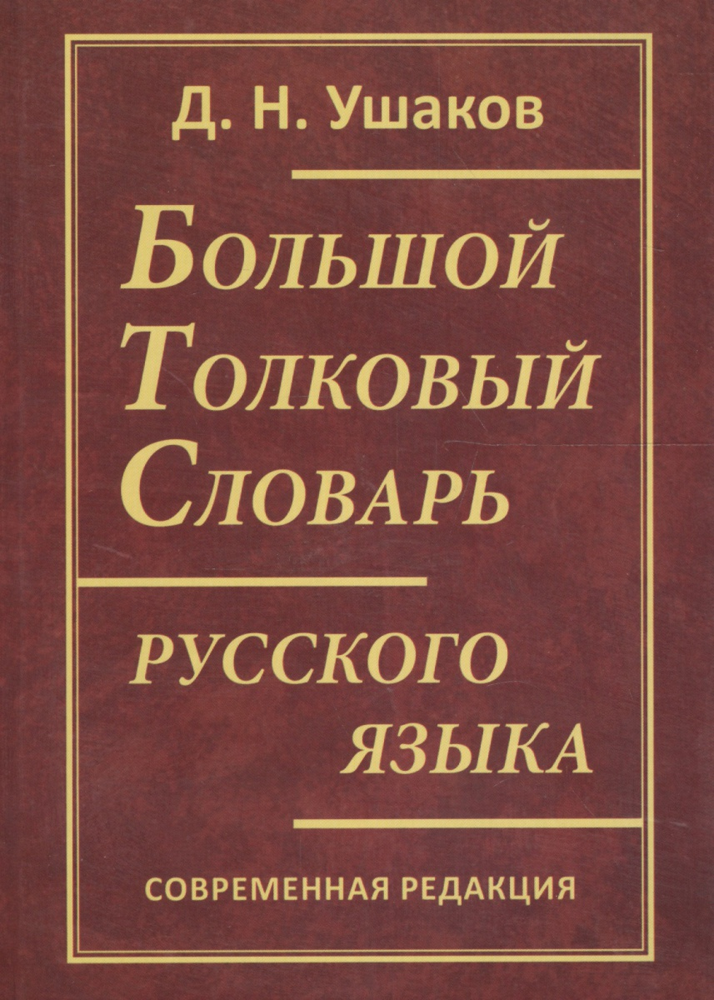 Д. Н. Ушаков
Большой
Толковый
Словарь
русского
языка
СОВРЕМЕННАЯ РЕДАКЦИЯ